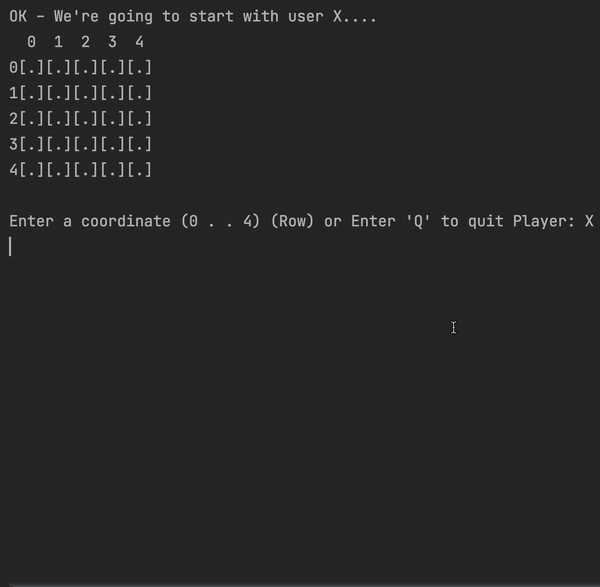 OK - We're going to start with user X....
  0  1  2  3  4
0[.][.][.][.][.]
1[.][.][.][.][.]
2[.][.][.][.][.]
3[.][.][.][.][.]
4[.][.][.][.][.]
Enter a coordinate (0 . . 4) (Row) or Enter 'Q' to quit Player: X